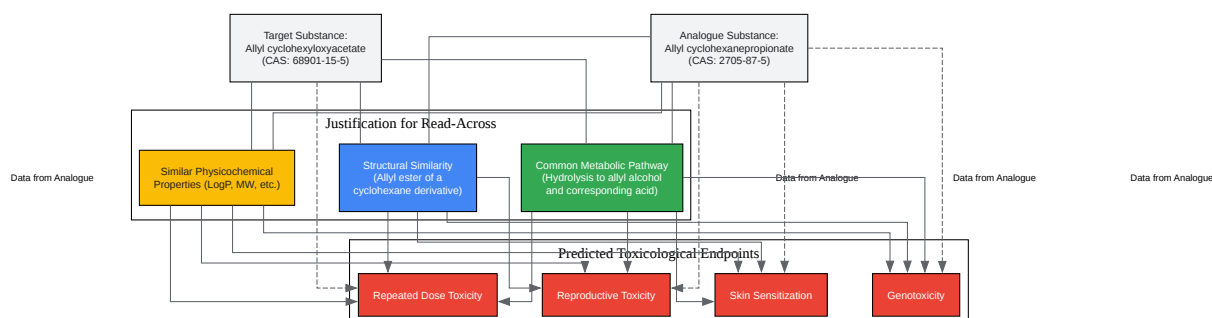 Target Substance:
Allyl cyclohexyloxyacetate
(CAS: 68901-15-5)
Analogue Substance:
Allyl cyclohexanepropionate
(CAS: 2705-87-5)
Justification for Read-Across
Similar Physicochemical
Properties (LogP, MW, etc.)
Structural Similarity
(Allyl ester of a
cyclohexane derivative)
Common Metabolic Pathway
(Hydrolysis to allyl alcohol
and corresponding acid)
Data from Analogue
Data from Analogue
Data from Analogue
Data from Analogue
Predicted Toxicological Endpoints
Repeated Dose Toxicity
Reproductive Toxicity
Skin Sensitization
Genotoxicity